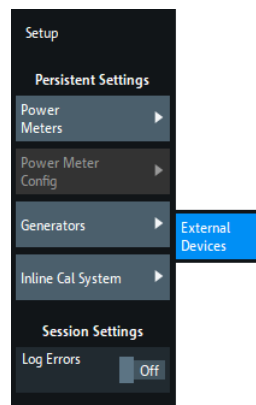 Setup
Persistent Settings
Power
Meters
Power Meter
Config
Generators
External
Devices
Inline Cal System
Session Settings
Log Errors
Off